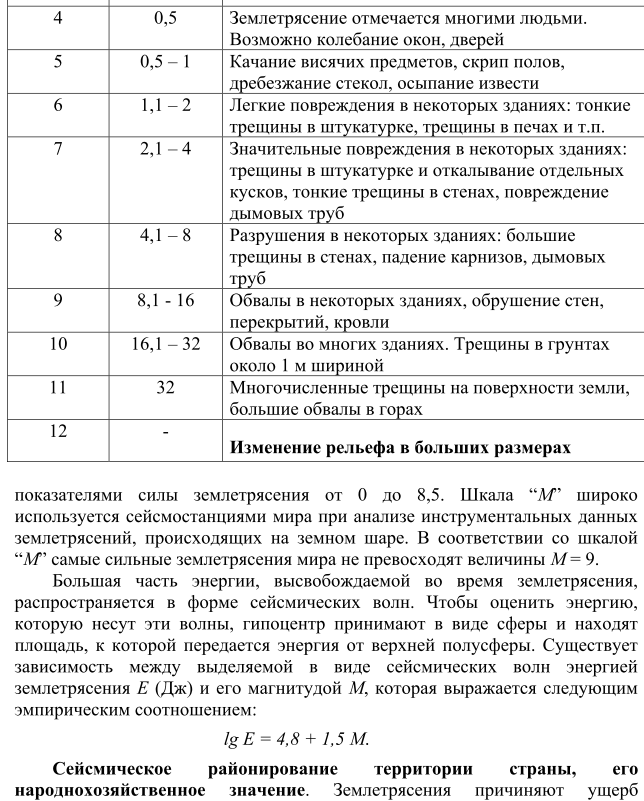 4 0,5 Землетрясение отмечается многими людьми.
Возможно колебание окон, дверей
5 0,5 – 1 Качание висячих предметов, скрип полов,
дребезжание стекол, осыпание извести
6 1,1 – 2 Легкие повреждения в некоторых зданиях: тонкие
трещины в штукатурке, трещины в печах и т.п.
7 2,1 – 4 Значительные повреждения в некоторых зданиях:
трещины в штукатурке и откалывание отдельных
кусков, тонкие трещины в стенах, повреждение
дымовых труб
8 4,1 – 8 Разрушения в некоторых зданиях: большие
трещины в стенах, падение карнизов, дымовых
труб
9 8,1 - 16 Обвалы в некоторых зданиях, обрушение стен,
перекрытий, кровли
10 16,1 – 32 Обвалы во многих зданиях. Трещины в грунтах
около 1 м шириной
11 32 Многочисленные трещины на поверхности земли,
большие обвалы в горах
12 -
Изменение рельефа в больших размерах
показателями силы землетрясения от 0 до 8,5. Шкала “М” широко
используется сейсмостанциями мира при анализе инструментальных данных
землетрясений, происходящих на земном шаре. В соответствии со шкалой
“М” самые сильные землетрясения мира не превосходят величины М = 9.
Большая часть энергии, высвобождаемой во время землетрясения,
распространяется в форме сейсмических волн. Чтобы оценить энергию,
которую несут эти волны, гипоцентр принимают в виде сферы и находят
площадь, к которой передается энергия от верхней полусферы. Существует
зависимость между выделяемой в виде сейсмических волн энергией
землетрясения Е (Дж) и его магнитудой М, которая выражается следующим
эмпирическим соотношением:
lg E = 4,8 + 1,5 M.
Сейсмическое районирование территории страны, его
народнохозяйственное значение. Землетрясения причиняют ущерб